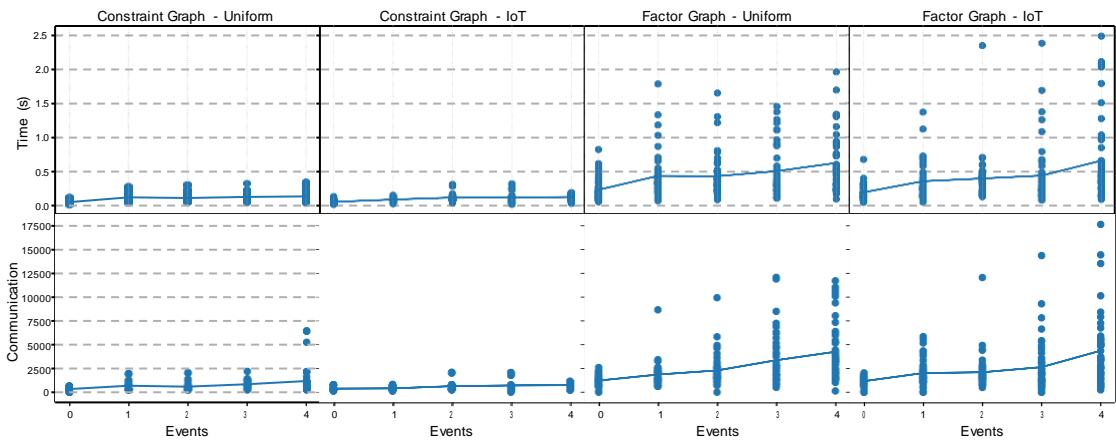 Constraint Graph - Uniform
Constraint Graph - IoT
Factor Graph - Uniform
Factor Graph - IoT
2.5
2.0
1.5
1.0
0.5
0.0
Time (s)
17500
15000
12500
10000
7500
5000
2500
0
Communication
0 1 2 3 4
0 1 2 3 4
0 1 2 3 4
0 1 2 3 4
Events
Events
Events
Events